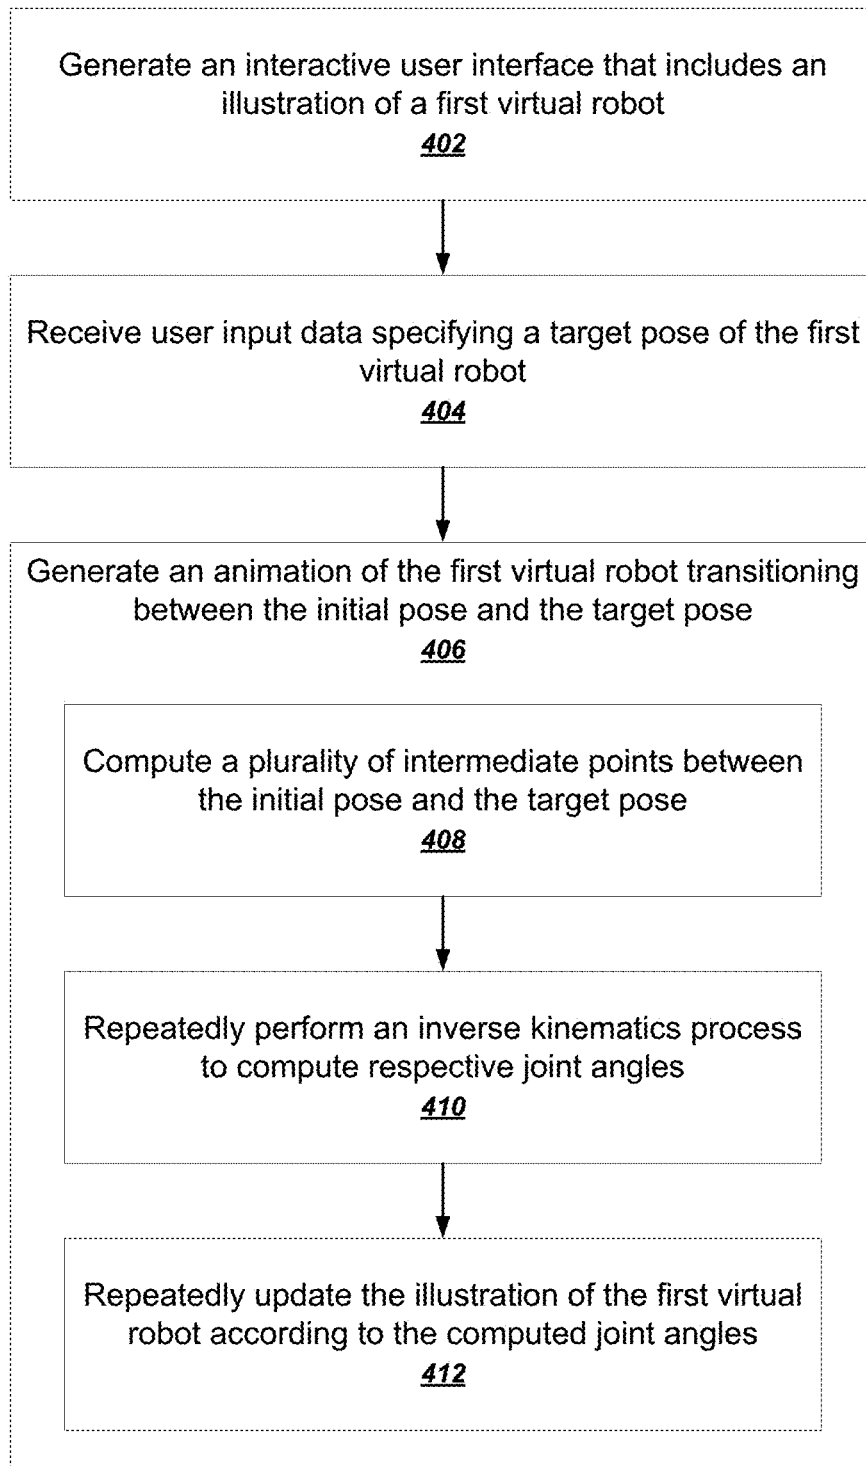 Generate an interactive user interface that includes an
illustration of a first virtual robot
402
Receive user input data specifying a target pose of the first
virtual robot
404
Generate an animation of the first virtual robot transitioning
between the initial pose and the target pose
406
Compute a plurality of intermediate points between
the initial pose and the target pose
408
Repeatedly perform an inverse kinematics process
to compute respective joint angles
410
Repeatedly update the illustration of the first virtual
robot according to the computed joint angles
412